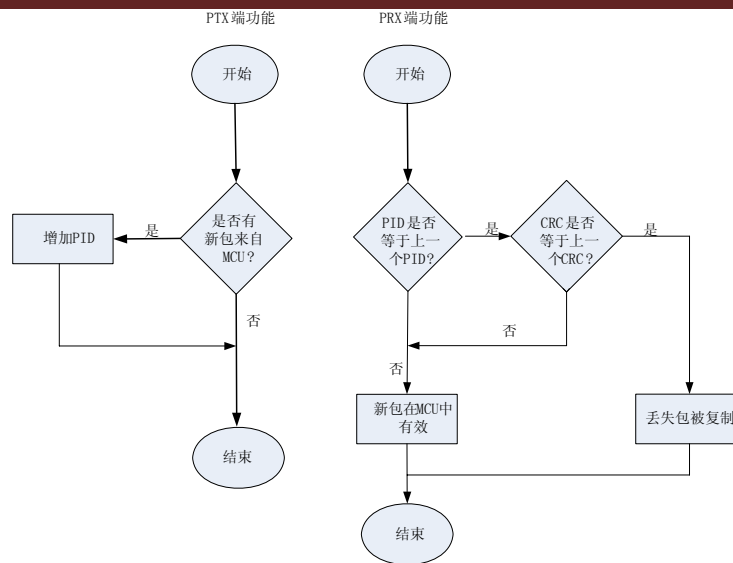 PTX端功能
PRX端功能
开始
开始
增加PID
是
是否有
新包来自
MCU?
PID是否
等于上一
个PID?
是
CRC是否
等于上一
个CRC?
是
否
否
否
新包在MCU中
有效
丢失包被复制
结束
结束